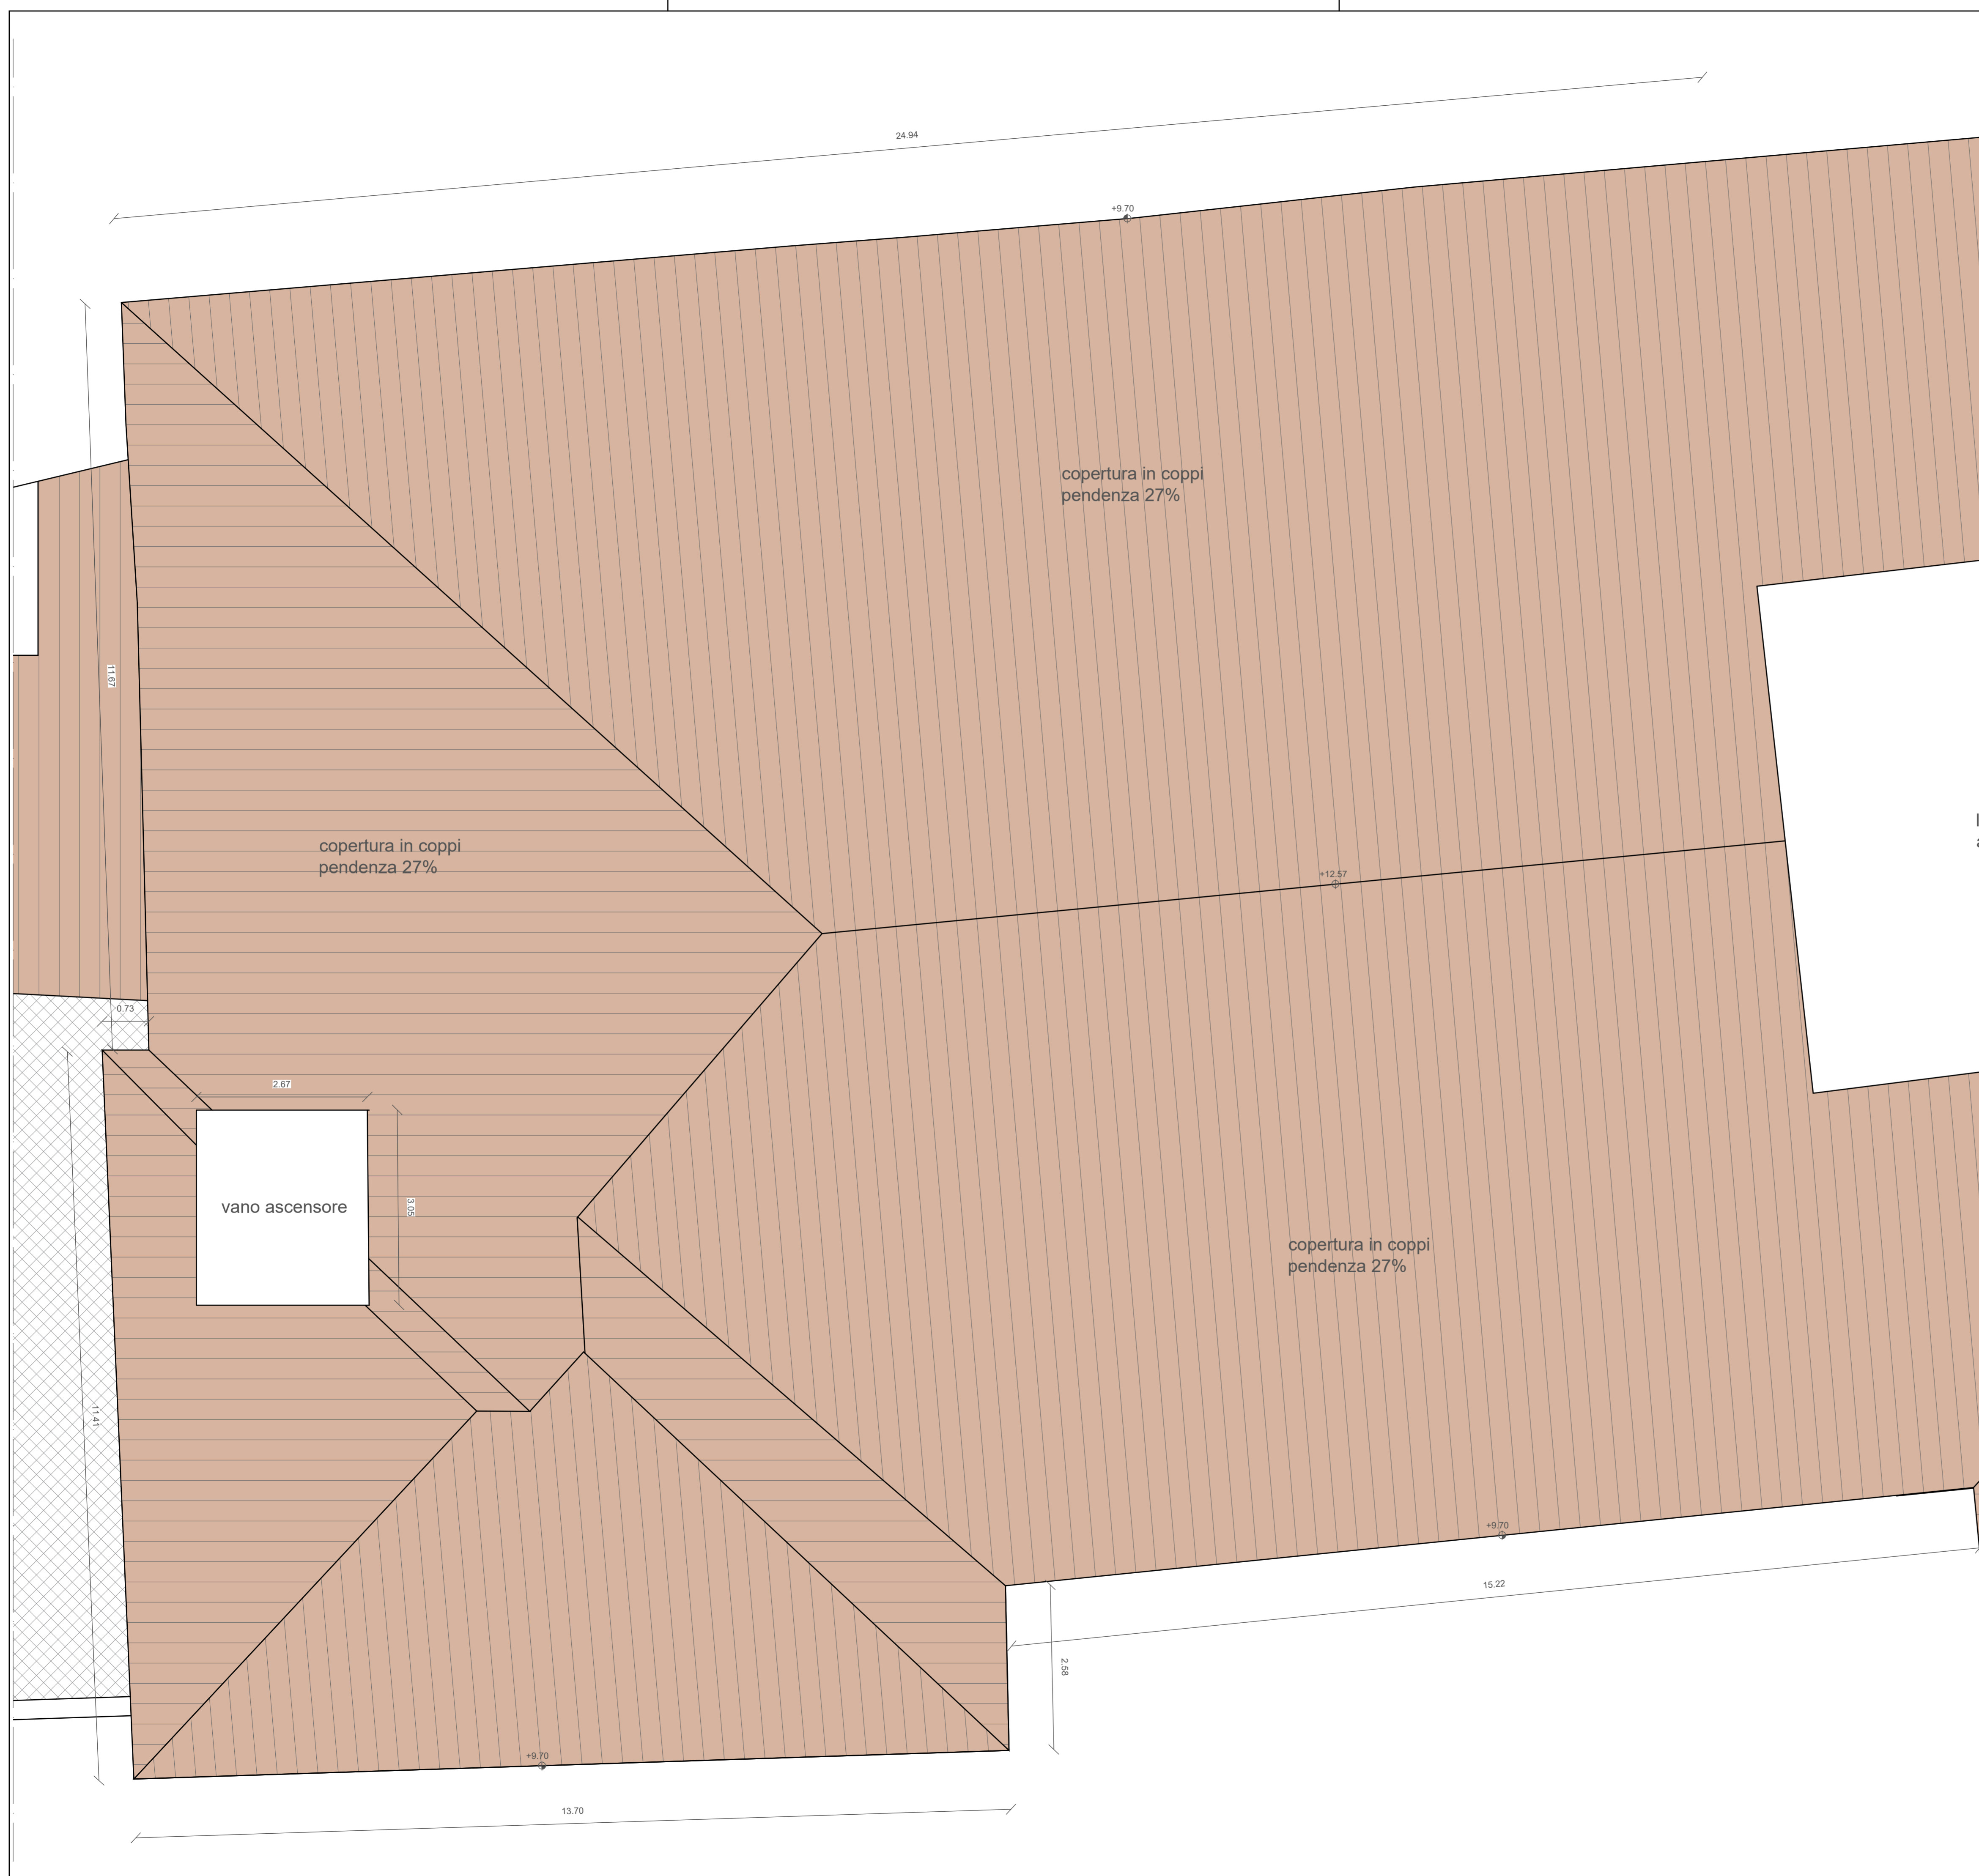 24.94
+9.70
copertura in coppi
pendenza 27%
11.67
copertura in coppi
pendenza 27%
+12.57
0.73
2.67
3.05
vano ascensore
copertura in coppi
pendenza 27%
11.41
+9.70
15.22
2.58
+9.70
13.70